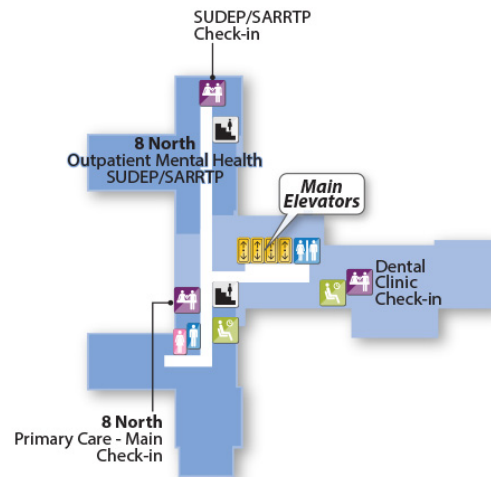 SUDEP/SARRTP
Check-in
8 North
Outpatient Mental Health
SUDEP/SARRTP
Main
Elevators
Dental
Clinic
Check-in
8 North
Primary Care - Main
Check-in